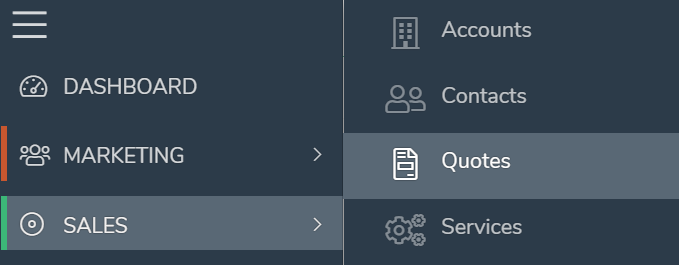 DASHBOARD
MARKETING
SALES
Accounts
Contacts
Quotes
Services